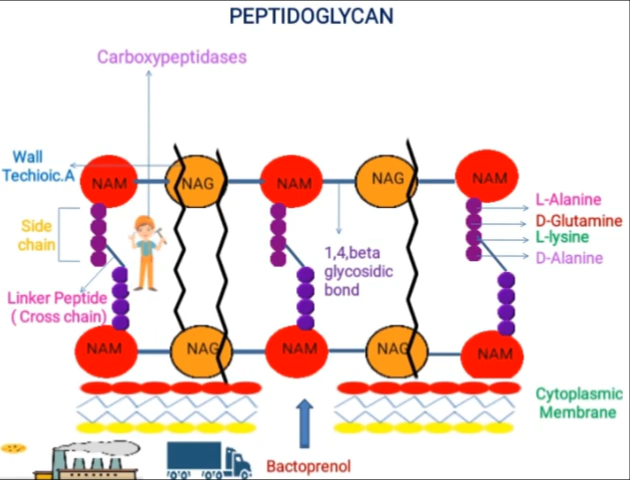 PEPTIDOGLYCAN
Carboxypeptidases
Wall
Techioic.A
NAM
NAG
NAM
NAG
NAM
Side
chain
L-Alanine
D-Glutamine
L-lysine
D-Alanine
1,4,beta
glycosidic
bond
Linker Peptide
( Cross chain)
NAM
NAG
NAM
NAG
NAM
Cytoplasmic
Membrane
Bactoprenol